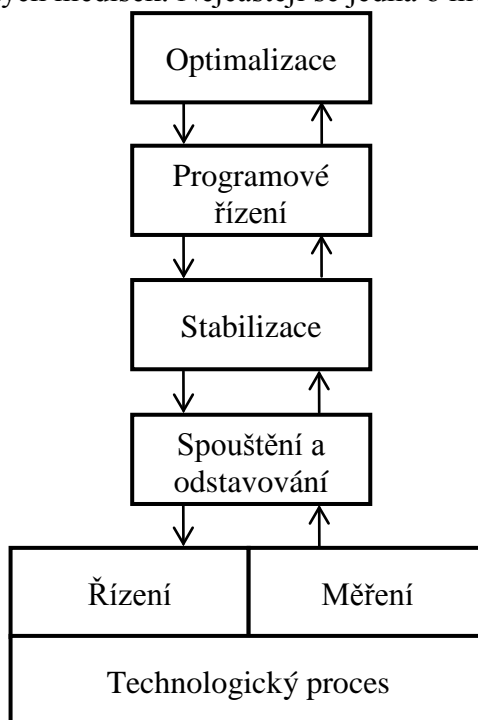 Optimalizace
Programové
řízení
Stabilizace
Spouštění a
odstavování
Řízení Měření
Technologický proces